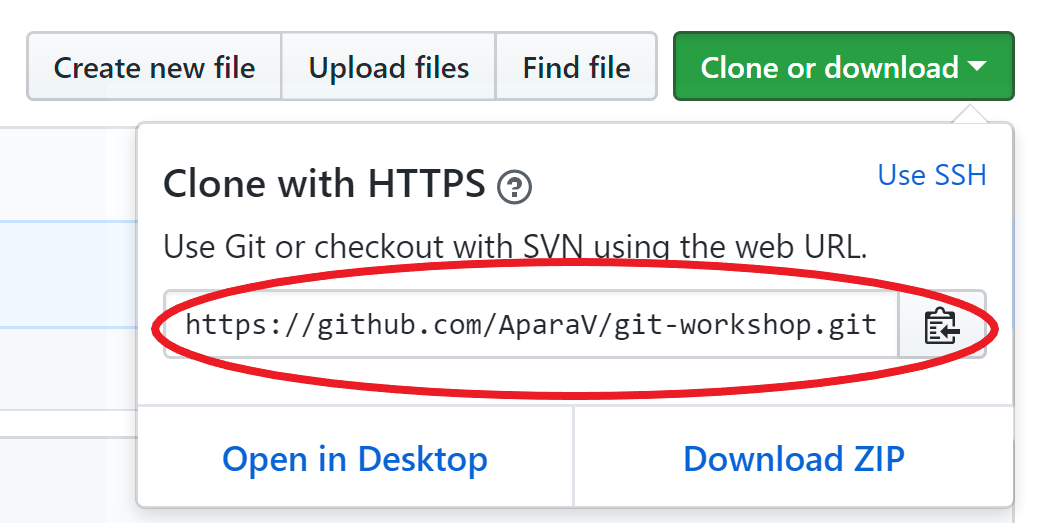 Create new file Upload files Find file Clone or download
Clone with HTTPS ?
Use SSH
Use Git or checkout with SVN using the web URL.
https://github.com/AparaV/git-workshop.git
Open in Desktop Download ZIP